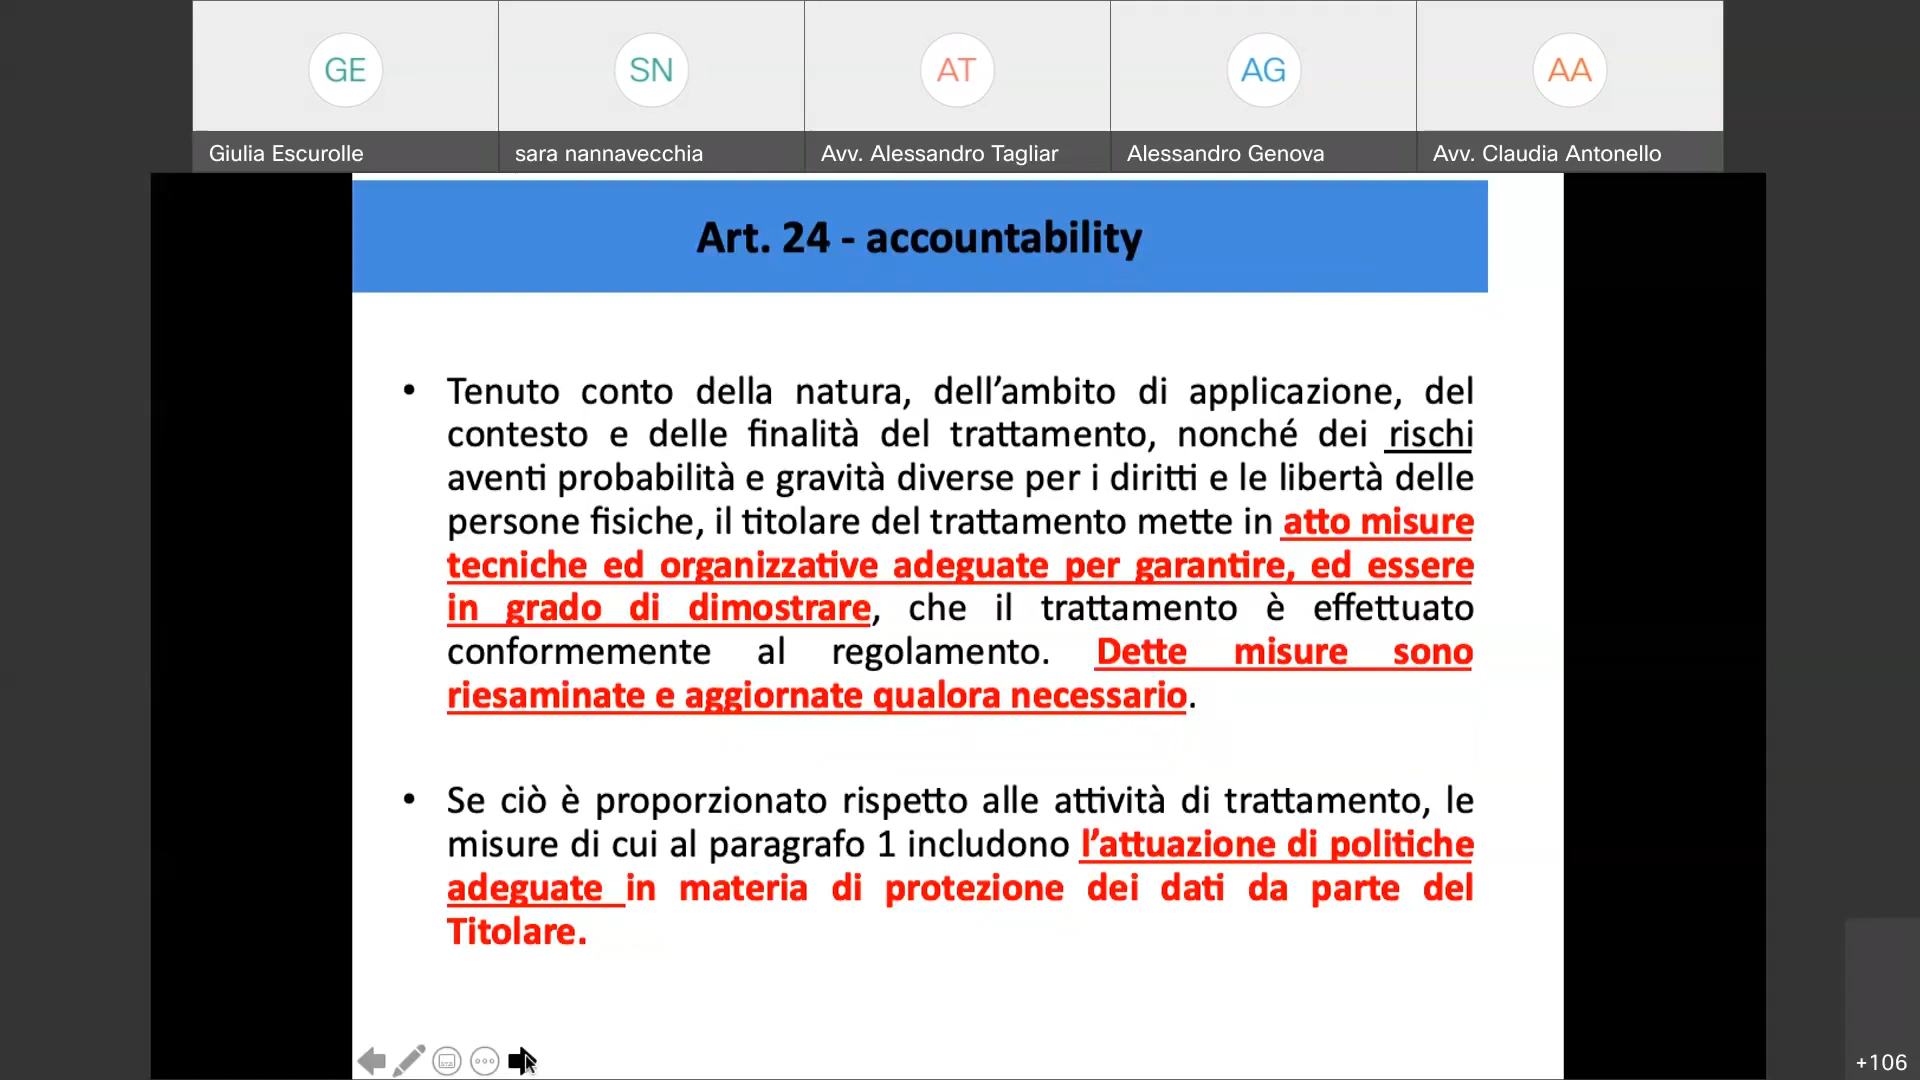 GE
SN
AT
AG
AA
Giulia Escurolle
sara nannavecchia
Avv. Alessandro Tagliar
Alessandro Genova
Avv. Claudia Antonello
Art. 24 - accountability
• Tenuto conto della natura, dell’ambito di applicazione, del
contesto e delle finalità del trattamento, nonché dei rischi
aventi probabilità e gravità diverse per i diritti e le libertà delle
persone fisiche, il titolare del trattamento mette in atto misure
tecniche ed organizzative adeguate per garantire, ed essere
in grado di dimostrare, che il trattamento è effettuato
conformemente al regolamento. Dette misure sono
riesaminate e aggiornate qualora necessario.
• Se ciò è proporzionato rispetto alle attività di trattamento, le
misure di cui al paragrafo 1 includono l’attuazione di politiche
adeguate in materia di protezione dei dati da parte del
Titolare.
+106